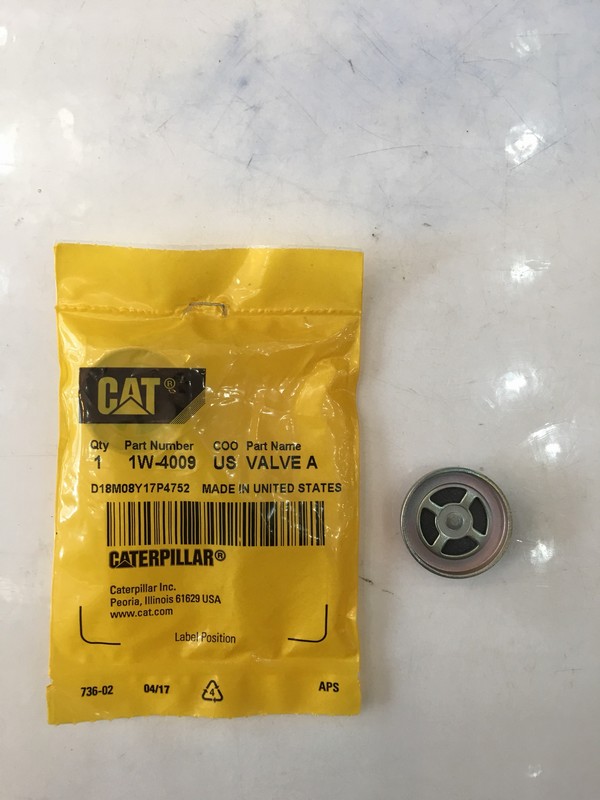 CAT®
Qty Part Number COO Part Name
1 1W-4009 US VALVE A
D18M08Y17P4752 MADE IN UNITED STATES
CATERPILLAR®
Caterpillar Inc.
Peoria, Illinois 61629 USA
www.cat.com
Label Position
736-02 04/17 4 APS